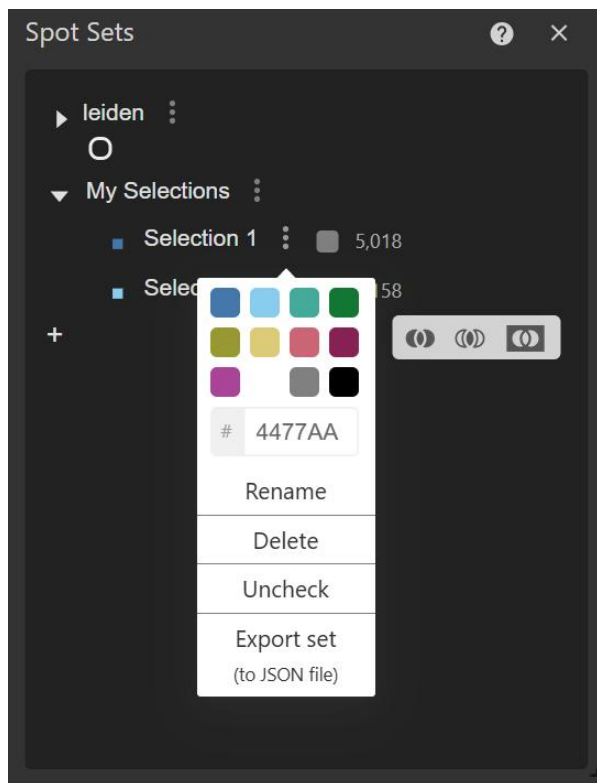 Spot Sets
leiden
My Selections
Selection 1 5,018
Selec 158
+
# 4477AA
Rename
Delete
Uncheck
Export set
(to JSON file)